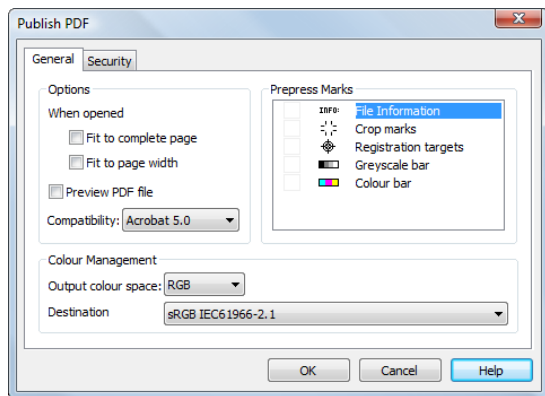 Publish PDF
General
Security
Options
When opened
Fit to complete page
Fit to page width
Preview PDF file
Compatibility: Acrobat 5.0
Prepress Marks
INFO: File Information
Crop marks
Registration targets
Greyscale bar
Colour bar
Colour Management
Output colour space: RGB
Destination sRGB IEC61966-2.1
OK Cancel Help